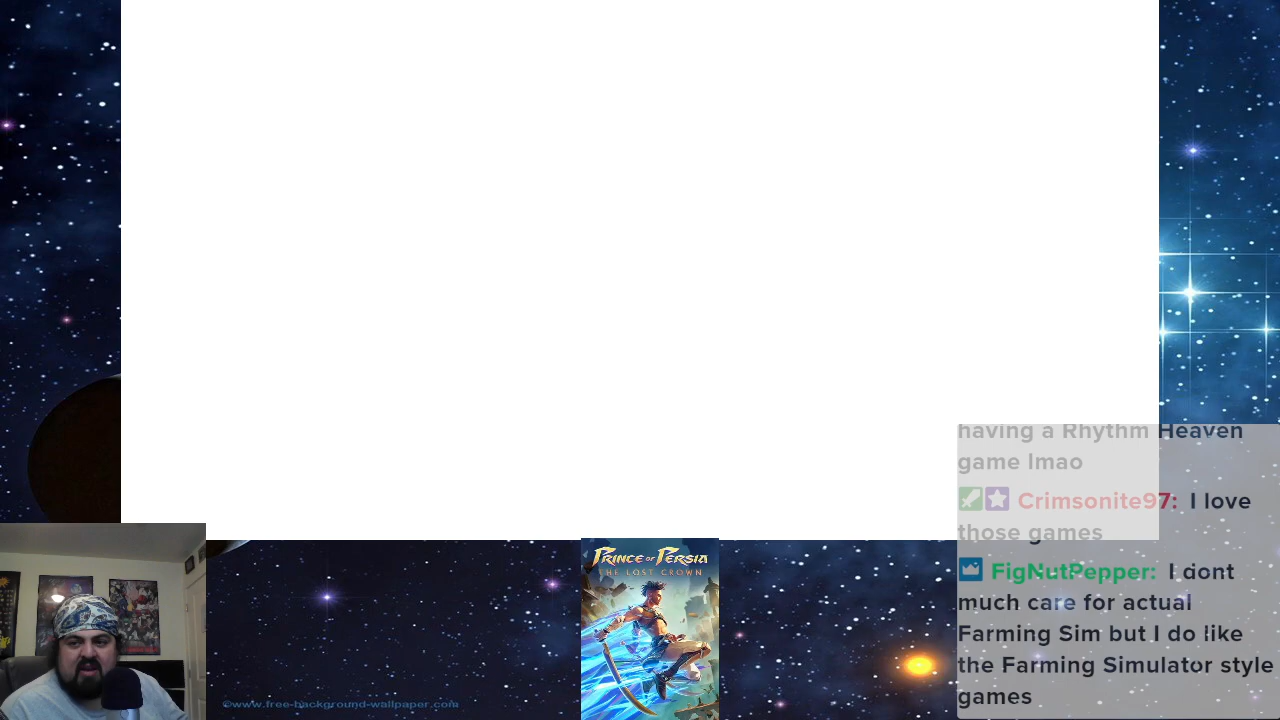 having a Rhythm Heaven
game lmao
Crimsonite97: I love
those games
FigNutPepper: I dont
much care for actual
Farming Sim but I do like
the Farming Simulator style
games
PRINCE OF PERSIA
THE LOST CROWN
©www.free-background-wallpaper.com